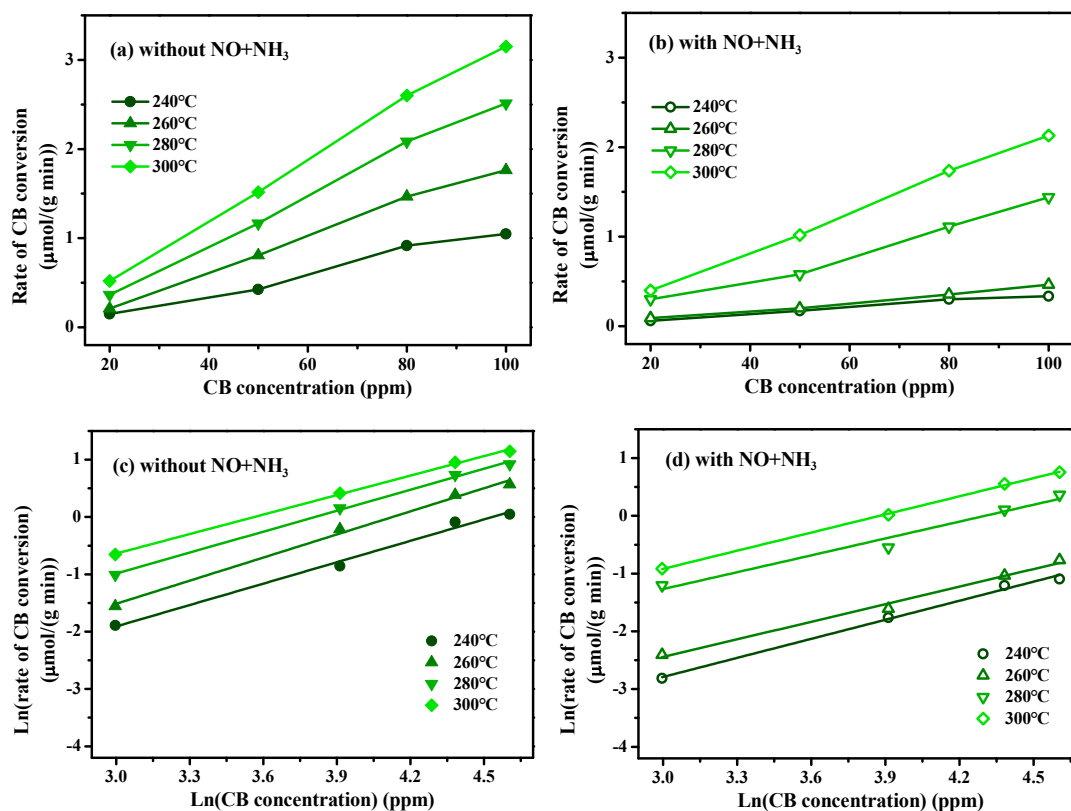 (a) without NO+NH₃
240°C
260°C
280°C
300°C
Rate of CB conversion
(μmol/(g min))
3
2
1
0
20
40
60
80
100
CB concentration (ppm)
(b) with NO+NH₃
240°C
260°C
280°C
300°C
Rate of CB conversion
(μmol/(g min))
3
2
1
0
20
40
60
80
100
CB concentration (ppm)
(c) without NO+NH₃
240°C
260°C
280°C
300°C
Ln(rate of CB conversion)
(μmol/(g min))
1
0
-1
-2
-3
-4
3.0
3.3
3.6
3.9
4.2
4.5
Ln(CB concentration) (ppm)
(d) with NO+NH₃
240°C
260°C
280°C
300°C
Ln(rate of CB conversion)
(μmol/(g min))
1
0
-1
-2
-3
-4
3.0
3.3
3.6
3.9
4.2
4.5
Ln(CB concentration) (ppm)